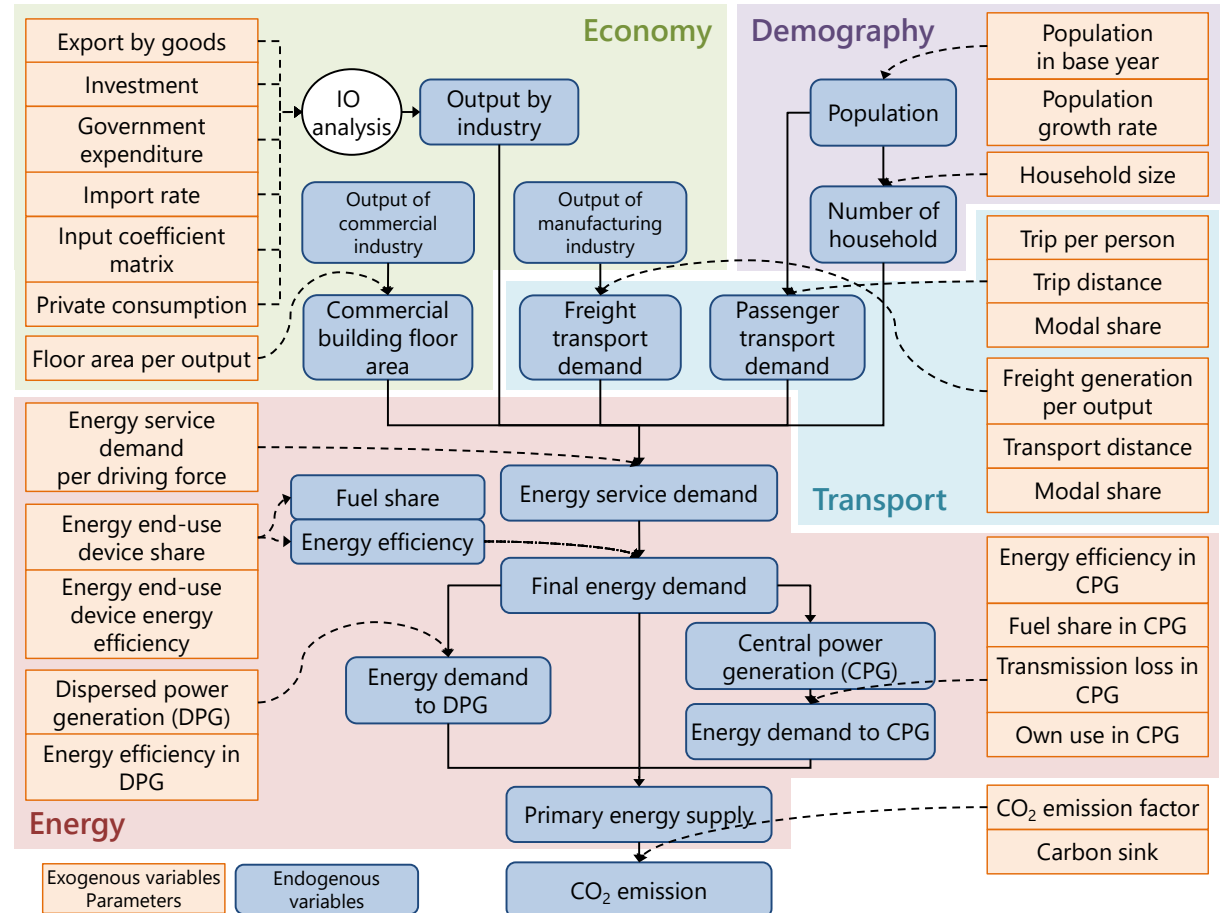 Economy
Export by goods
Investment
Government
expenditure
Import rate
Input coefficient
matrix
Private consumption
Floor area per output
IO
analysis
Output by
industry
Output of
commercial
industry
Output of
manufacturing
industry
Commercial
building floor
area
Demography
Population
in base year
Population
growth rate
Household size
Population
Number of
household
Freight
transport
demand
Passenger
transport
demand
Trip per person
Trip distance
Modal share
Freight generation
per output
Transport distance
Modal share
Transport
Energy service
demand
per driving force
Energy end-use
device share
Energy end-use
device energy
efficiency
Dispersed power
generation (DPG)
Energy efficiency in
DPG
Fuel share
Energy efficiency
Energy service demand
Final energy demand
Energy demand
to DPG
Central power
generation (CPG)
Energy demand to CPG
Energy efficiency in
CPG
Fuel share in CPG
Transmission loss in
CPG
Own use in CPG
Energy
Primary energy supply
CO₂ emission
CO₂ emission factor
Carbon sink
Exogenous variables
Parameters
Endogenous
variables